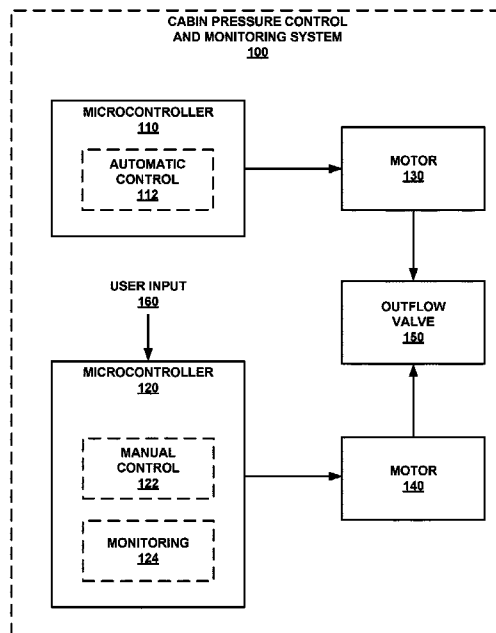 CABIN PRESSURE CONTROL
AND MONITORING SYSTEM
100
MICROCONTROLLER
110
AUTOMATIC
CONTROL
112
MOTOR
130
USER INPUT
160
OUTFLOW
VALVE
150
MICROCONTROLLER
120
MANUAL
CONTROL
122
MONITORING
124
MOTOR
140